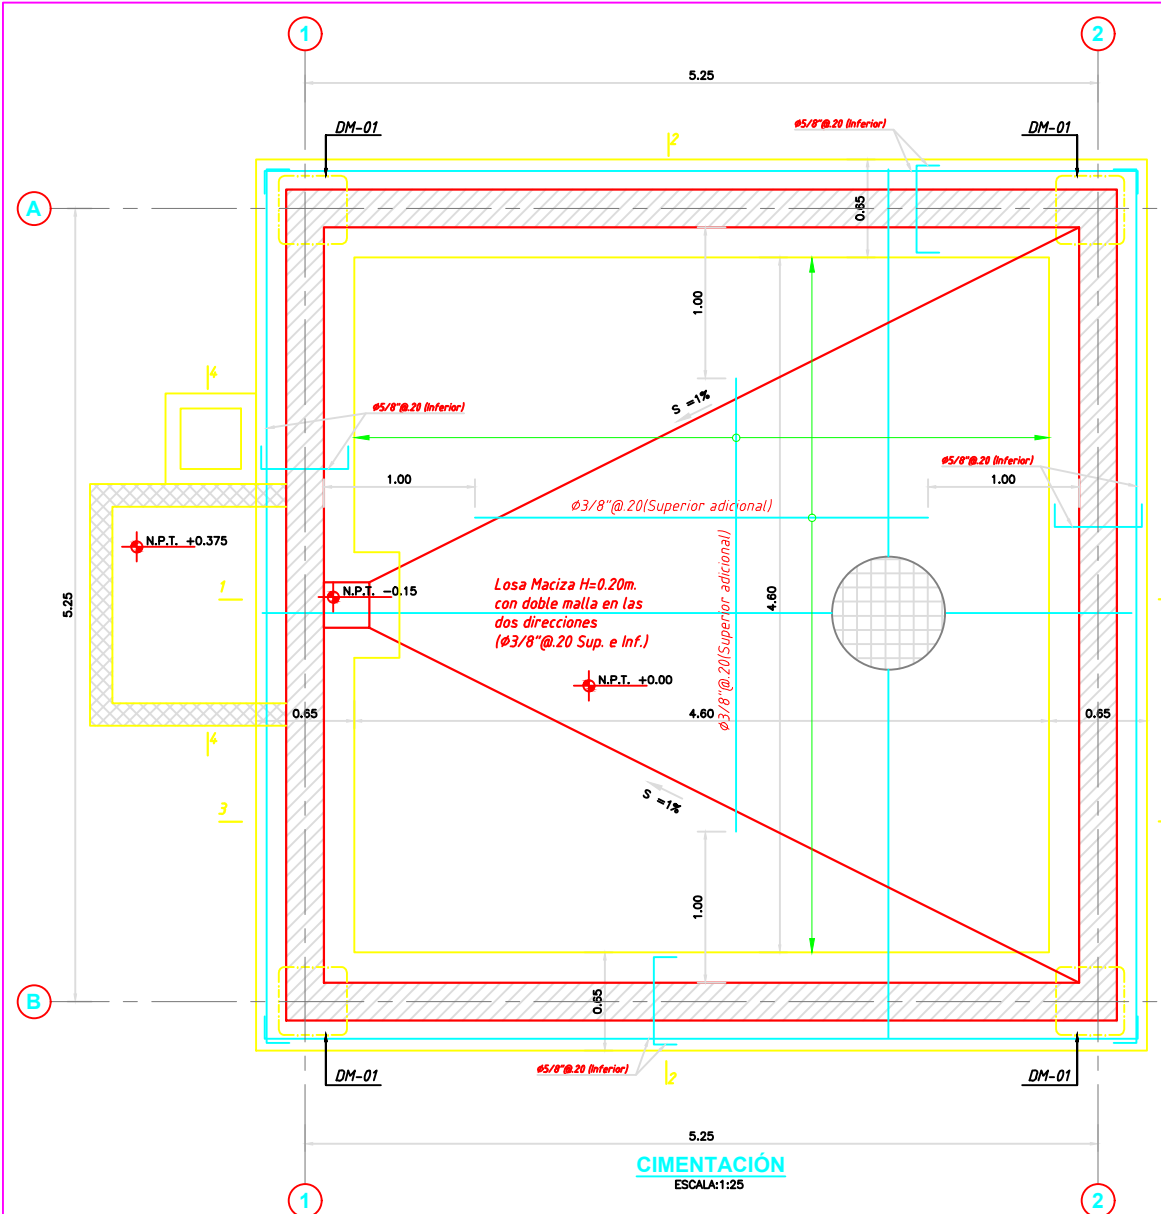 1
2
5.25
DM-01
Ø5/8"@.20 (Inferior)
DM-01
2
A
0.65
1.00
4
S =1%
Ø5/8"@.20 (Inferior)
Ø5/8"@.20 (Inferior)
1.00
1.00
Ø3/8"@.20(Superior adicional)
N.P.T. +0.375
Ø3/8"@.20(Superior adicional)
1
N.P.T. -0.15
Losa Maciza H=0.20m.
con doble malla en las
dos direcciones
(Ø3/8"@.20 Sup. e Inf.)
4.60
5.25
N.P.T. +0.00
0.65
4.60
0.65
4
3
S =1%
1.00
B
0.65
Ø5/8"@.20 (Inferior)
2
DM-01
DM-01
5.25
CIMENTACIÓN
ESCALA:1:25
1
2